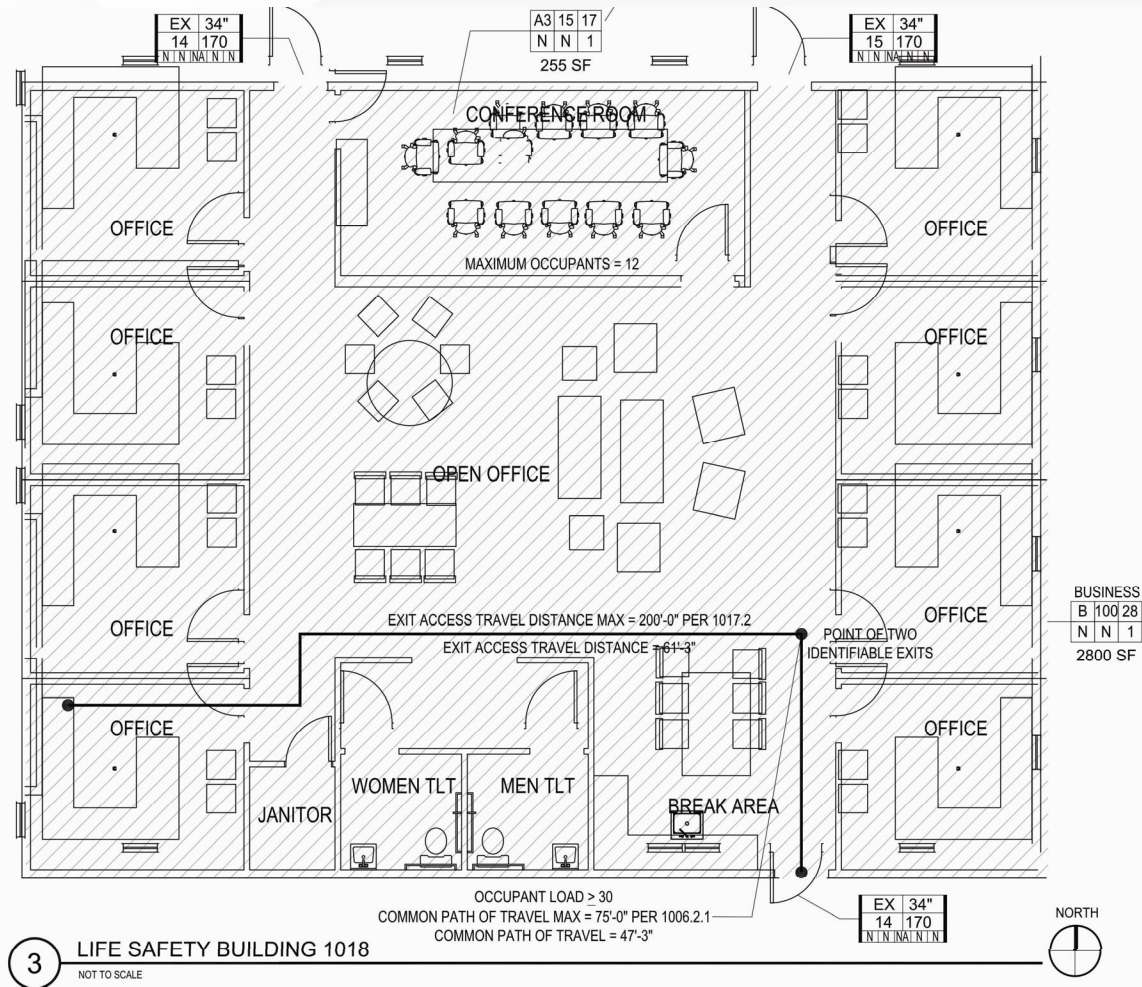 EX 34"
14 170
N N NA N N
A3 15 17
N N 1
255 SF
EX 34"
15 170
N N NA N N
CONFERENCE ROOM
OFFICE
OFFICE
MAXIMUM OCCUPANTS = 12
OFFICE
OFFICE
OPEN OFFICE
BUSINESS
B 100 28
N N 1
2800 SF
EXIT ACCESS TRAVEL DISTANCE MAX = 200'-0" PER 1017.2
OFFICE
OFFICE
POINT OF TWO
IDENTIFIABLE EXITS
EXIT ACCESS TRAVEL DISTANCE = 61'-3"
OFFICE
OFFICE
WOMEN TLT
MEN TLT
JANITOR
BREAK AREA
OCCUPANT LOAD ≥ 30
COMMON PATH OF TRAVEL MAX = 75'-0" PER 1006.2.1
COMMON PATH OF TRAVEL = 47'-3"
EX 34"
14 170
N N NA N N
NORTH
3
LIFE SAFETY BUILDING 1018
NOT TO SCALE